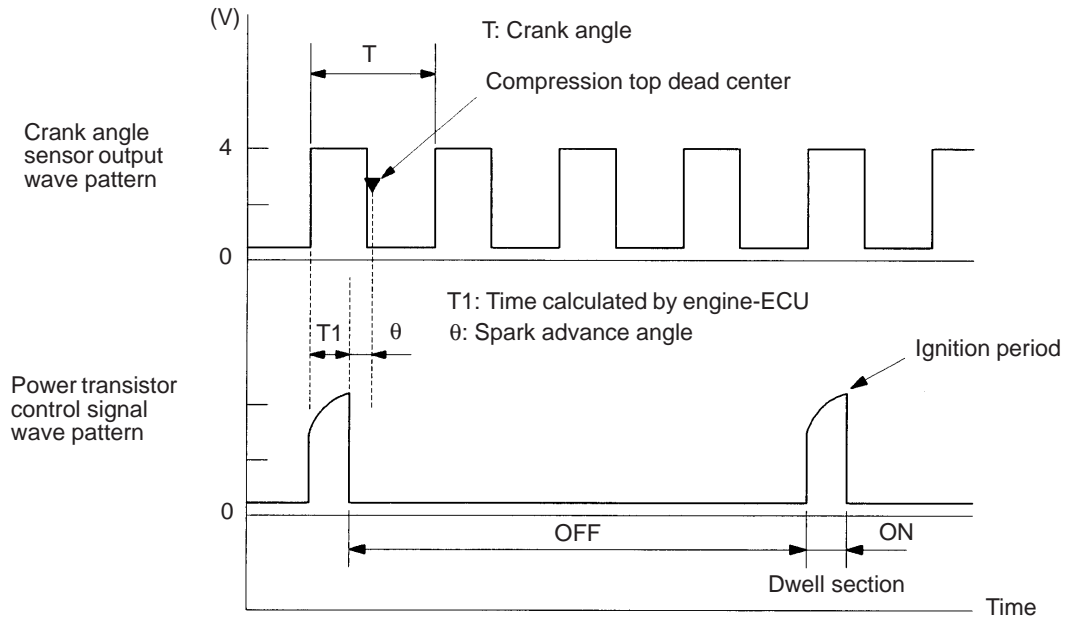 (V)
T: Crank angle
T
Compression top dead center
Crank angle
sensor output
wave pattern
4
0
T1: Time calculated by engine-ECU
θ: Spark advance angle
T1
θ
Ignition period
Power transistor
control signal
wave pattern
0
OFF
ON
Dwell section
Time